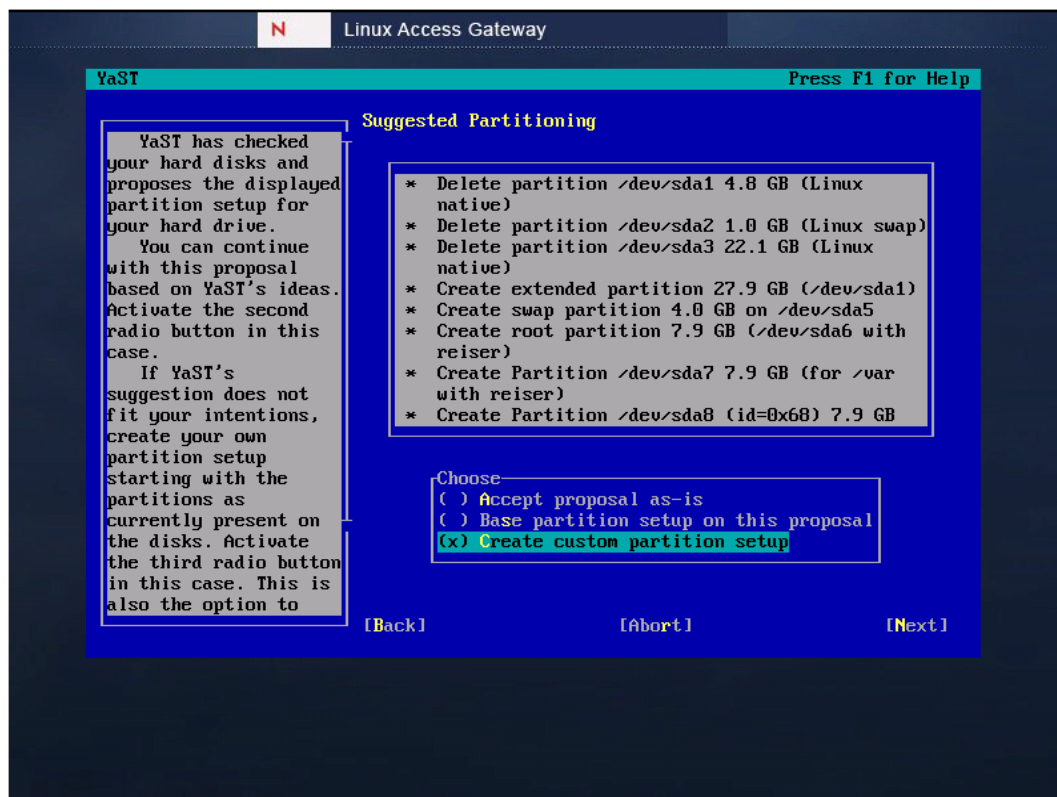 N Linux Access Gateway
YaST Press F1 for Help
YaST has checked
your hard disks and
proposes the displayed
partition setup for
your hard drive.
You can continue
with this proposal
based on YaST's ideas.
Activate the second
radio button in this
case.
If YaST's
suggestion does not
fit your intentions,
create your own
partition setup
starting with the
partitions as
currently present on
the disks. Activate
the third radio button
in this case. This is
also the option to
Suggested Partitioning
* Delete partition /dev/sda1 4.8 GB (Linux
native)
* Delete partition /dev/sda2 1.0 GB (Linux swap)
* Delete partition /dev/sda3 22.1 GB (Linux
native)
* Create extended partition 27.9 GB (/dev/sda1)
* Create swap partition 4.0 GB on /dev/sda5
* Create root partition 7.9 GB (/dev/sda6 with
reiser)
* Create Partition /dev/sda7 7.9 GB (for /var
with reiser)
* Create Partition /dev/sda8 (id=0x68) 7.9 GB
Choose
( ) Accept proposal as-is
( ) Base partition setup on this proposal
(x) Create custom partition setup
[Back] [Abort] [Next]